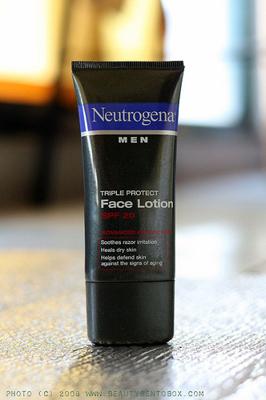 Neutrogena
MEN
TRIPLE PROTECT
Face Lotion
SPF 20
Soothes razor irritation
Heals dry skin
Helps defend skin
against the signs of aging
PHOTO (C) 2008 WWW.BEAUTYBENTOBOX.COM